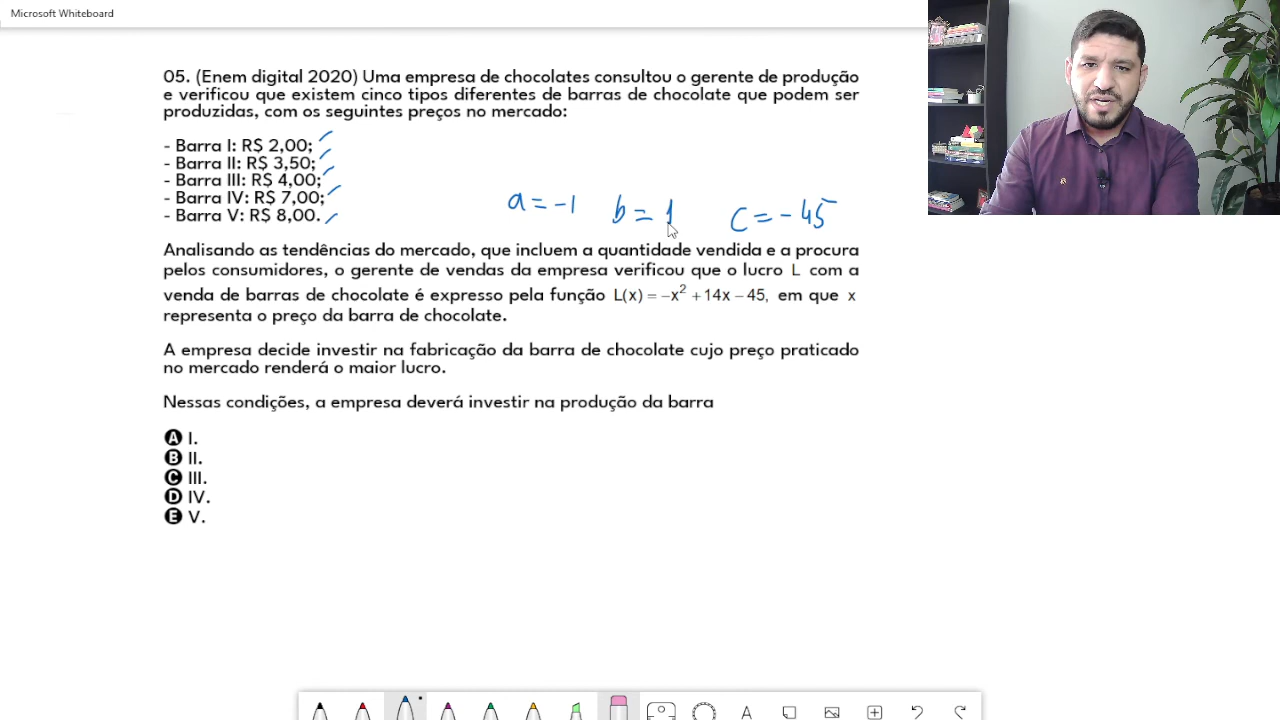 Microsoft Whiteboard
05. (Enem digital 2020) Uma empresa de chocolates consultou o gerente de produção
e verificou que existem cinco tipos diferentes de barras de chocolate que podem ser
produzidas, com os seguintes preços no mercado:
- Barra I: R$ 2,00;
- Barra II: R$ 3,50;
- Barra III: R$ 4,00;
- Barra IV: R$ 7,00;
- Barra V: R$ 8,00.
a = -1 b = 1 c = -45
Analisando as tendências do mercado, que incluem a quantidade vendida e a procura
pelos consumidores, o gerente de vendas da empresa verificou que o lucro L com a
venda de barras de chocolate é expresso pela função L(x) = –x² + 14x – 45, em que x
representa o preço da barra de chocolate.
A empresa decide investir na fabricação da barra de chocolate cujo preço praticado
no mercado renderá o maior lucro.
Nessas condições, a empresa deverá investir na produção da barra
A I.
B II.
C III.
D IV.
E V.
A